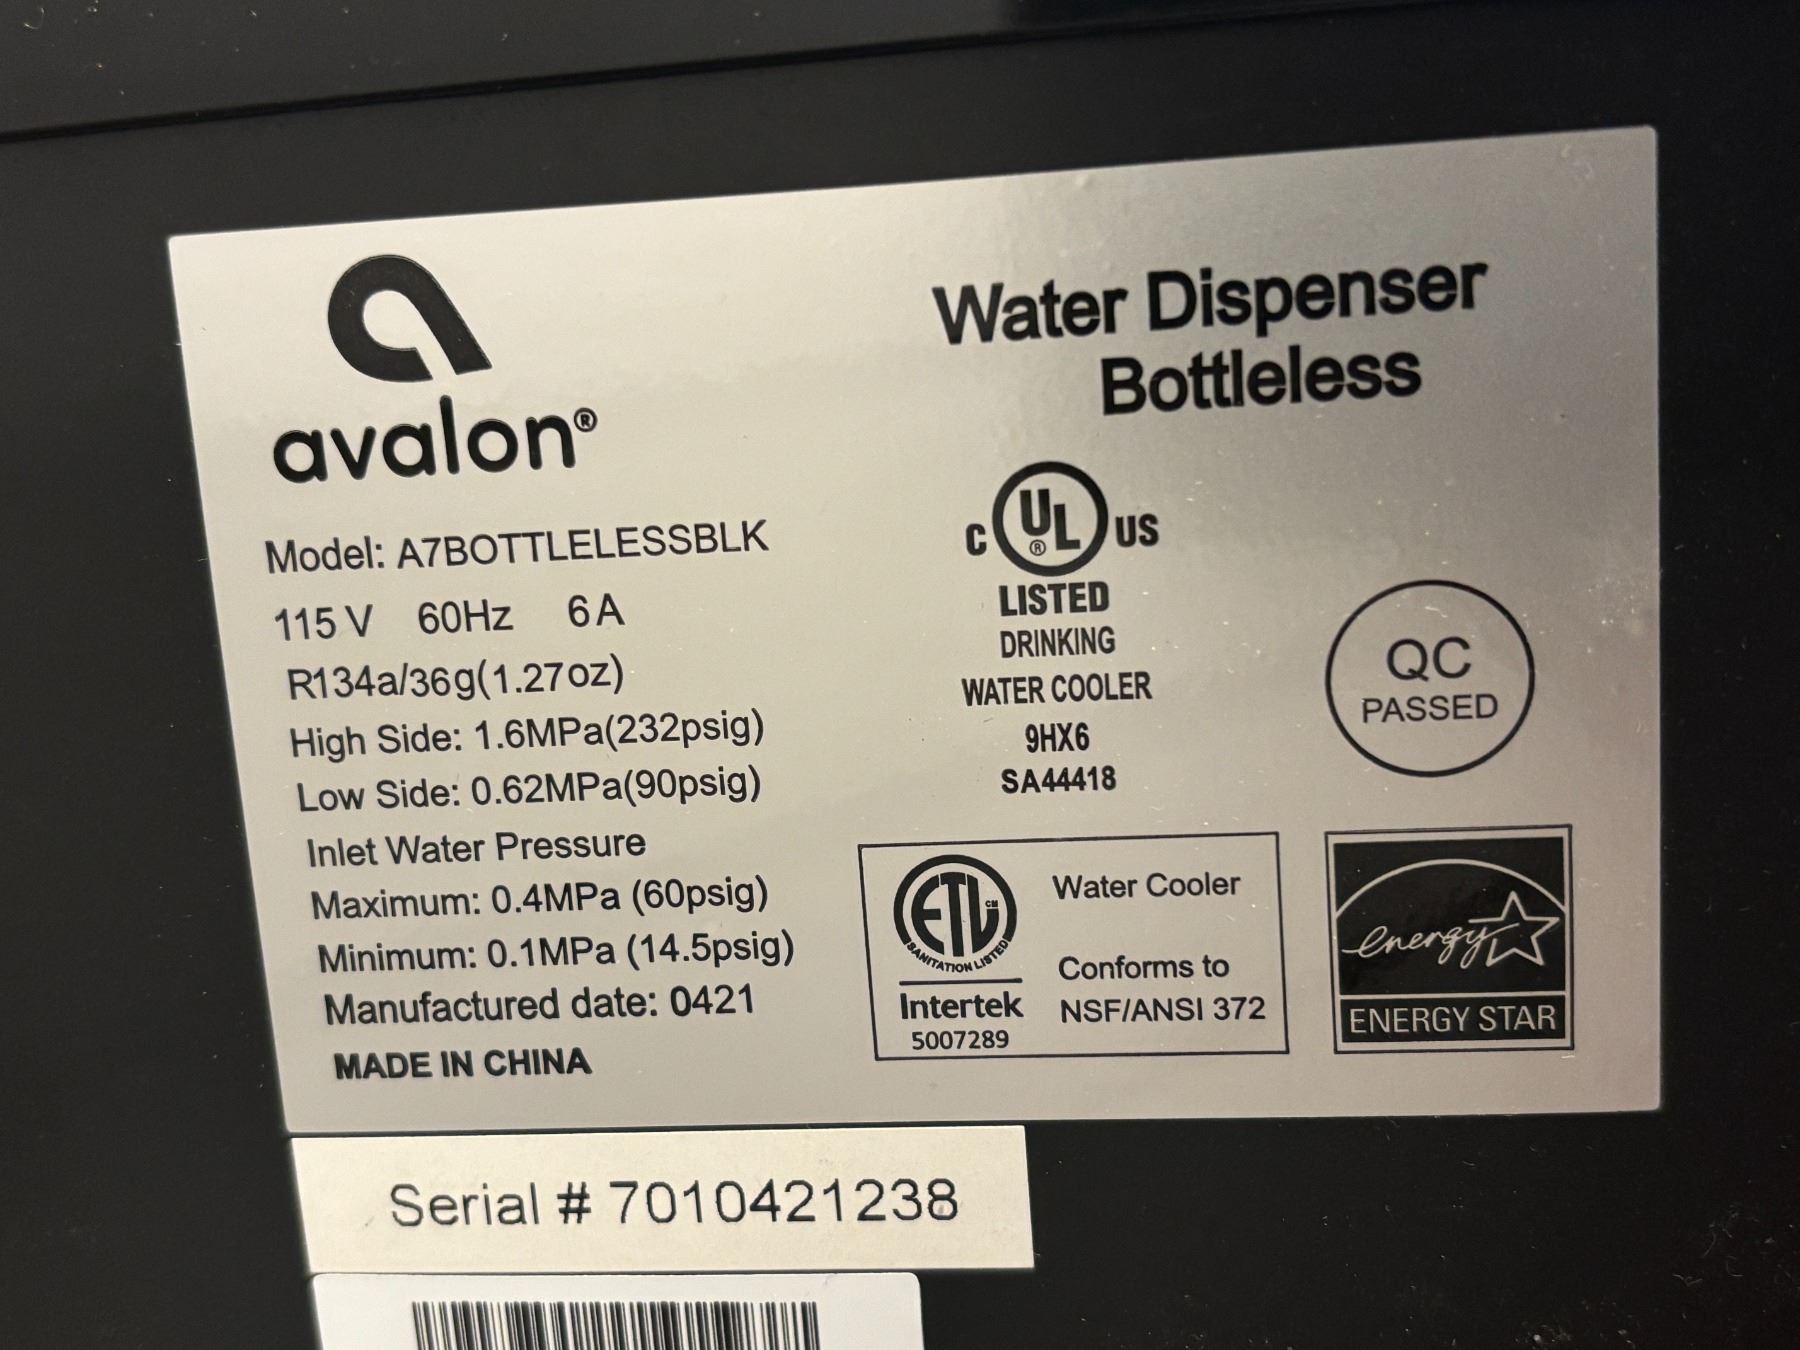 avalon®
Model: A7BOTTLELESSBLK
115 V 60Hz 6 A
R134a/36g(1.27oz)
High Side: 1.6MPa(232psig)
Low Side: 0.62MPa(90psig)
Inlet Water Pressure
Maximum: 0.4MPa (60psig)
Minimum: 0.1MPa (14.5psig)
Manufactured date: 0421
MADE IN CHINA
Water Dispenser
Bottleless
C UL® US
LISTED
DRINKING
WATER COOLER
9HX6
SA44418
QC
PASSED
ETL CM
SANITATION LISTED
Intertek
5007289
Water Cooler
Conforms to
NSF/ANSI 372
energy
ENERGY STAR
Serial # 7010421238